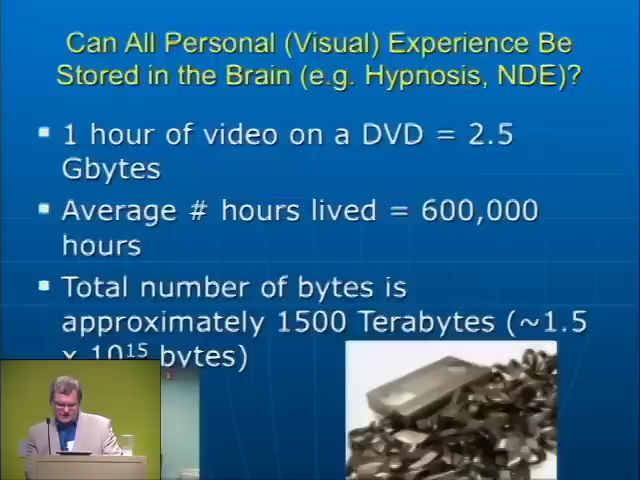 Can All Personal (Visual) Experience Be
Stored in the Brain (e.g. Hypnosis, NDE)?
1 hour of video on a DVD = 2.5
Gbytes
Average # hours lived = 600,000
hours
Total number of bytes is
approximately 1500 Terabytes (~1.5
x 10¹⁵ bytes)